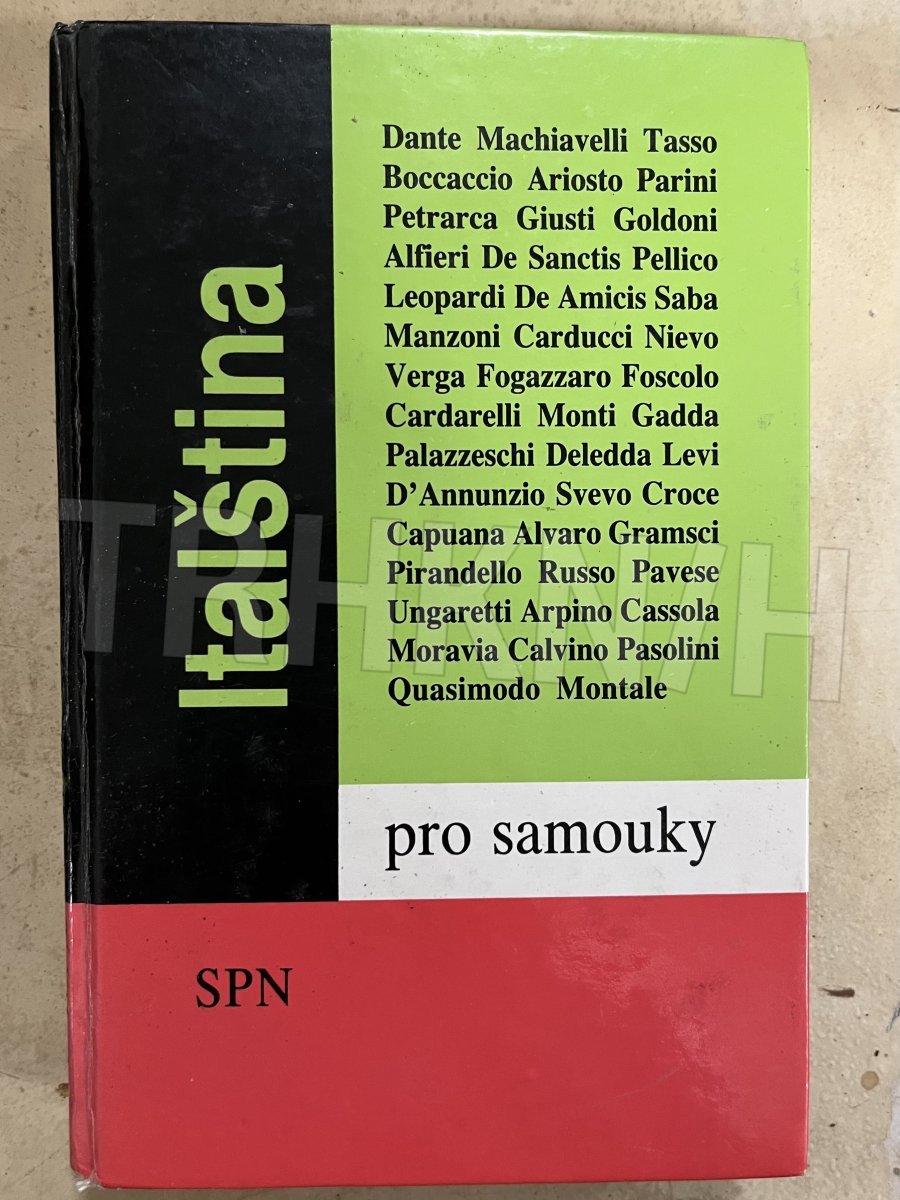 Italština
Dante Machiavelli Tasso
Boccaccio Ariosto Parini
Petrarca Giusti Goldoni
Alfieri De Sanctis Pellico
Leopardi De Amicis Saba
Manzoni Carducci Nievo
Verga Fogazzaro Foscolo
Cardarelli Monti Gadda
Palazzeschi Deledda Levi
D'Annunzio Svevo Croce
Capuana Alvaro Gramsci
Pirandello Russo Pavese
Ungaretti Arpino Cassola
Moravia Calvino Pasolini
Quasimodo Montale
pro samouky
SPN
TRHKNIH